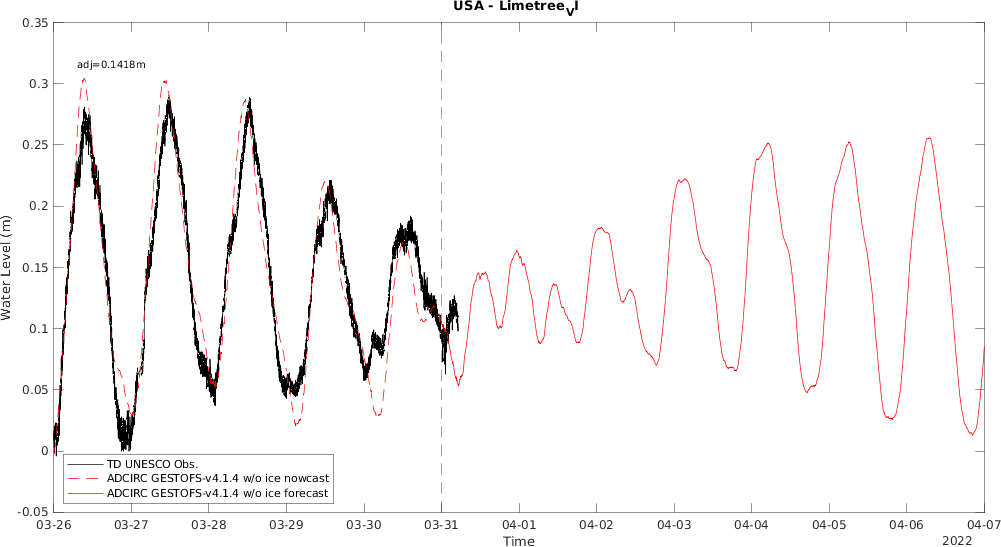 USA - Limetree_VI
0.35
adj=0.1418m
0.3
0.25
0.2
0.15
0.1
0.05
0
-0.05
Water Level (m)
TD UNESCO Obs.
ADCIRC GESTOFS-v4.1.4 w/o ice nowcast
ADCIRC GESTOFS-v4.1.4 w/o ice forecast
03-26 03-27 03-28 03-29 03-30 03-31 04-01 04-02 04-03 04-04 04-05 04-06 04-07
Time
2022